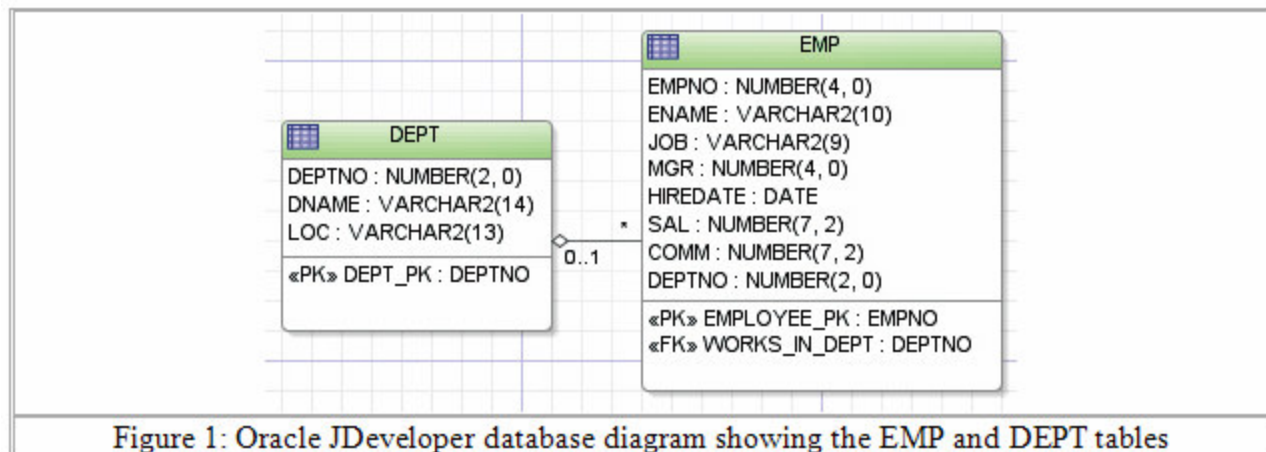 DEPT
DEPTNO : NUMBER(2, 0)
DNAME : VARCHAR2(14)
LOC : VARCHAR2(13)
«PK» DEPT_PK : DEPTNO
0..1
*
EMP
EMPNO : NUMBER(4, 0)
ENAME : VARCHAR2(10)
JOB : VARCHAR2(9)
MGR : NUMBER(4, 0)
HIREDATE : DATE
SAL : NUMBER(7, 2)
COMM : NUMBER(7, 2)
DEPTNO : NUMBER(2, 0)
«PK» EMPLOYEE_PK : EMPNO
«FK» WORKS_IN_DEPT : DEPTNO
Figure 1: Oracle JDeveloper database diagram showing the EMP and DEPT tables